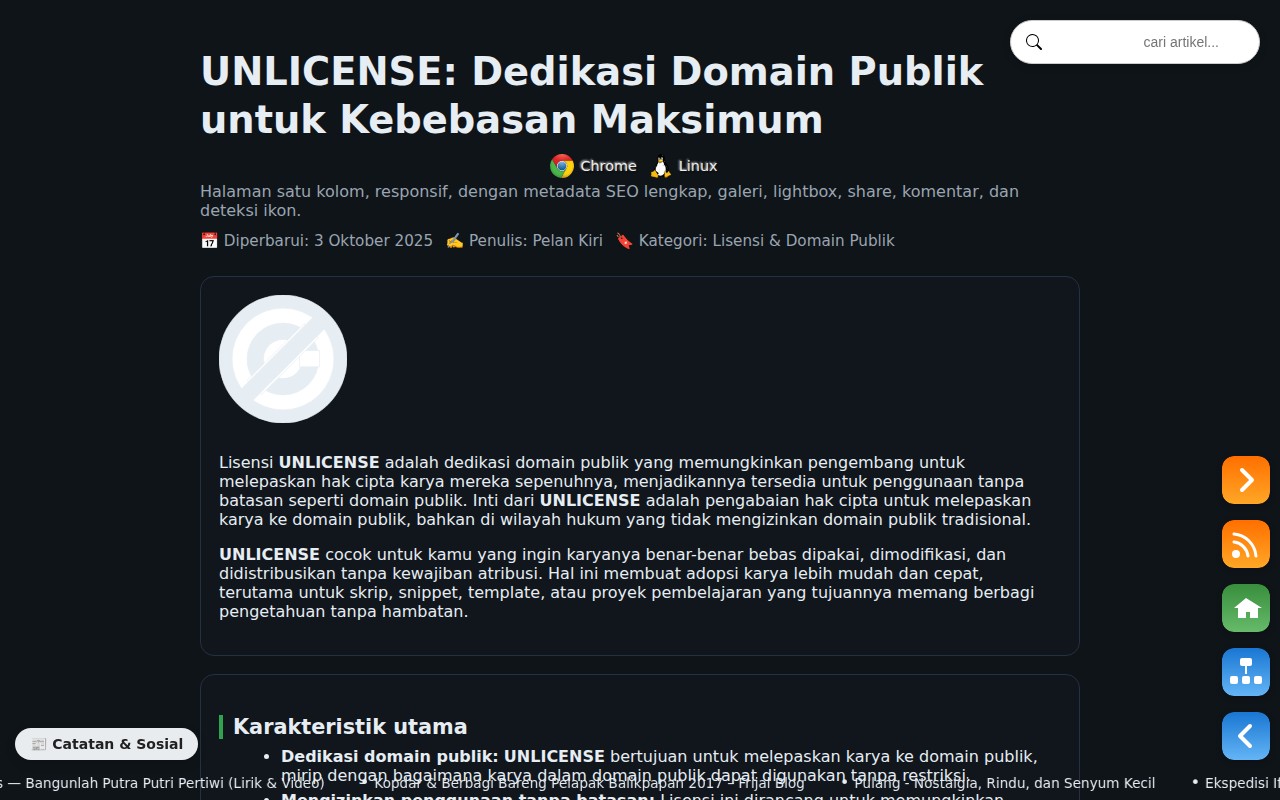 cari artikel...
UNLICENSE: Dedikasi Domain Publik
untuk Kebebasan Maksimum
Chrome Linux
Halaman satu kolom, responsif, dengan metadata SEO lengkap, galeri, lightbox, share, komentar, dan
deteksi ikon.
📅 Diperbarui: 3 Oktober 2025 ✍️ Penulis: Pelan Kiri 🔖 Kategori: Lisensi & Domain Publik
Lisensi UNLICENSE adalah dedikasi domain publik yang memungkinkan pengembang untuk
melepaskan hak cipta karya mereka sepenuhnya, menjadikannya tersedia untuk penggunaan tanpa
batasan seperti domain publik. Inti dari UNLICENSE adalah pengabaian hak cipta untuk melepaskan
karya ke domain publik, bahkan di wilayah hukum yang tidak mengizinkan domain publik tradisional.
UNLICENSE cocok untuk kamu yang ingin karyanya benar-benar bebas dipakai, dimodifikasi, dan
didistribusikan tanpa kewajiban atribusi. Hal ini membuat adopsi karya lebih mudah dan cepat,
terutama untuk skrip, snippet, template, atau proyek pembelajaran yang tujuannya memang berbagi
pengetahuan tanpa hambatan.
Karakteristik utama
📰 Catatan & Sosial
• Dedikasi domain publik: UNLICENSE bertujuan untuk melepaskan karya ke domain publik,
mirip dengan bagaimana karya dalam domain publik dapat digunakan tanpa restriksi.
s — Bangunlah Putra Putri Pertiwi (Lirik & Video) • Kopdar & Berbagi Bareng Pelapak Balikpapan 2017 – Frijal Blog • Pulang - Nostalgia, Rindu, dan Senyum Kecil • Ekspedisi
• Mengizinkan penggunaan tanpa batasan: Lisensi ini dirancang untuk memungkinkan